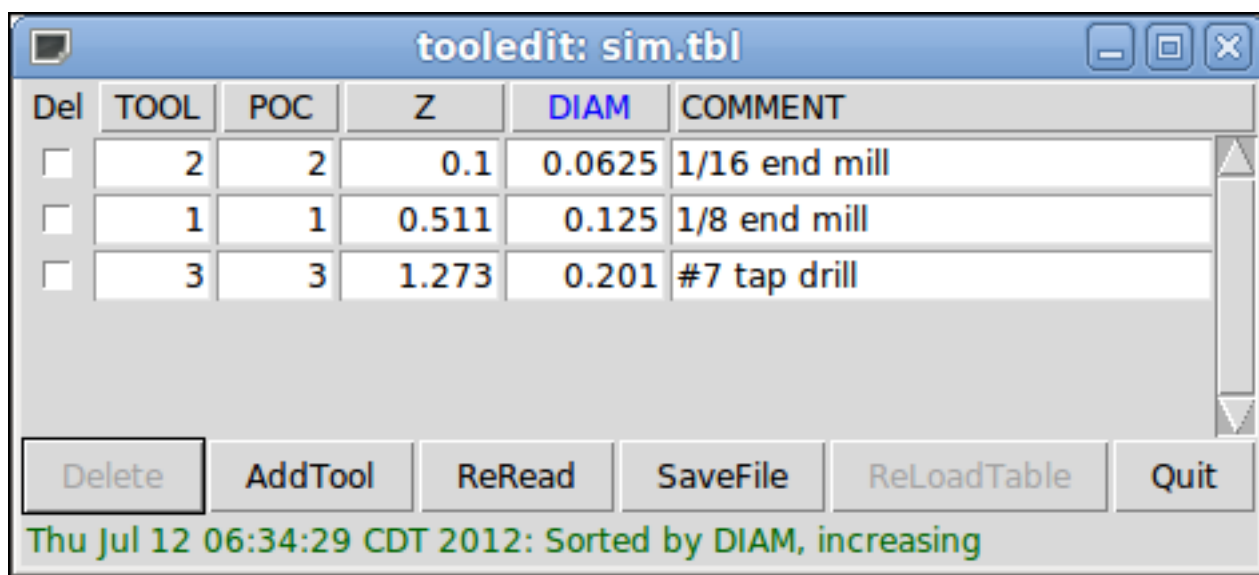 tooledit: sim.tbl
Del TOOL POC Z DIAM COMMENT
2 2 0.1 0.0625 1/16 end mill
1 1 0.511 0.125 1/8 end mill
3 3 1.273 0.201 #7 tap drill
Delete AddTool ReRead SaveFile ReLoadTable Quit
Thu Jul 12 06:34:29 CDT 2012: Sorted by DIAM, increasing